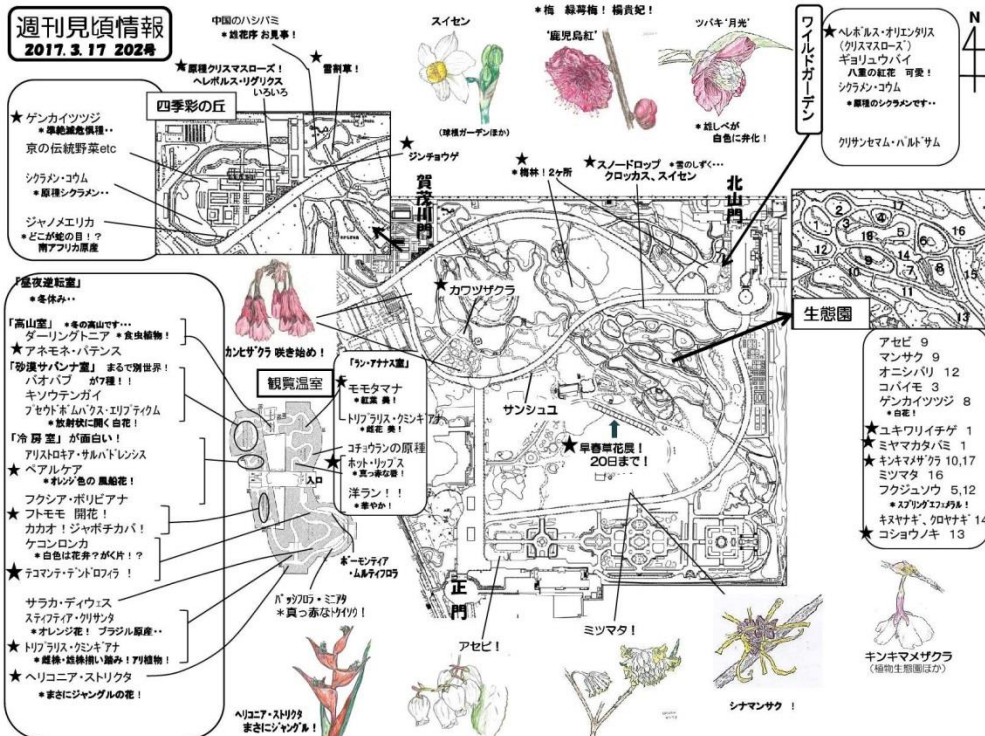 週刊見頃情報
2017. 3. 17 202号
中国のハシバミ
*雄花序 お見事！
★原種クリスマスローズ！
ヘレボルス・リグリクス
いろいろ
★雪割草！
四季彩の丘
★ゲンカイツツジ
*準絶滅危惧種・・
京の伝統野菜etc
シクラメン・コウム
*原種シクラメン・・
ジャノメエリカ
*どこが蛇の目！？
南アフリカ原産
★ジンチョウゲ
スイセン
(球根ガーデンほか)
*梅 緑萼梅！楊貴妃！
‘鹿児島紅’
ツバキ‘月光’
*雄しべが
白色に弁化！
ワイルドガーデン
★ヘレボルス・オリエンタリス
(クリスマスローズ)
ギョリュウバイ
八重の紅花 可愛！
シクラメン・コウム
*原種のシクラメンです・・
クリサンセマム・パルドサム
N
賀茂川門
*梅林！2ヶ所
★スノードロップ *雪のしずく・・・
クロッカス、スイセン
北山門
★カワヅザクラ
カンヒザクラ 咲き始め！
サンシュユ
★早春草花展！
20日まで！
生態園
1
2
3
4
5
6
7
8
9
10
11
12
13
14
15
16
17
18
アセビ 9
マンサク 9
オニシバリ 12
コバイモ 3
ゲンカイツツジ 8
*白花！
★ユキワリイチゲ 1
★ミヤマカタバミ 1
★キンキマメザクラ 10,17
ミツマタ 16
フクジュソウ 5,12
*スプリングエフェメラル！
キヌヤナギ、クロヤナギ 14
★コショウノキ 13
「昼夜逆転室」
*冬休み・・
「高山室」 *冬の高山です・・・
ダーリングトニア *食虫植物！
★アネモネ・パテンス
「砂漠サバンナ室」 まるで別世界！
バオバブ が7種！！
キソウテンガイ
プセウドボムバクス・エリプティクム
*放射状に開く白花！
「冷房室」が面白い！
アリストロキア・サルバドレンシス
★ペアルケア
*オレンジ色の風船花！
フクシア・ボリビアナ
★フトモモ 開花！
カカオ！ジャボチカバ！
ケコンロンカ
*白色は花弁？がく片！？
★テコマンテ・デンドロフィラ ！
サラカ・ディウェス
スティフティア・クリサンタ
*オレンジ花！ ブラジル原産・・
★トリプラリス・クミンギアナ
*雌株・雄株揃い踏み！アリ植物！
★ヘリコニア・ストリクタ
*まさにジャングルの花！
観覧温室
入口
「ラン・アナナス室」
★モモタマナ
*紅葉 美！
トリプラリス・クミンギアナ
*雌花 美！
コチョウランの原種
★ホット・リップス
*真っ赤な唇！
洋ラン！！
*華やか！
ボーモンティア
・ムルティフロラ
パッシフロラ・ミニアタ
*真っ赤なトケイソウ！
正門
ヘリコニア・ストリクタ
まさにジャングル！
アセビ！
ミツマタ！
シナマンサク ！
キンキマメザクラ
(植物生態園ほか)